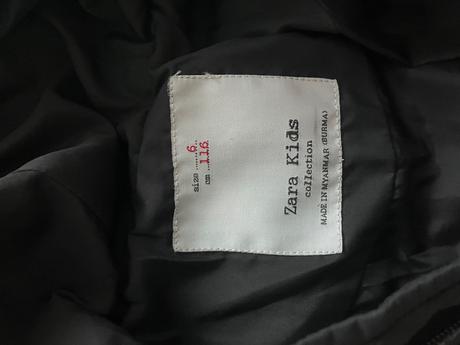 size ........ 6
cm ..... 116
Zara Kids
collection
MADE IN MYANMAR (BURMA)